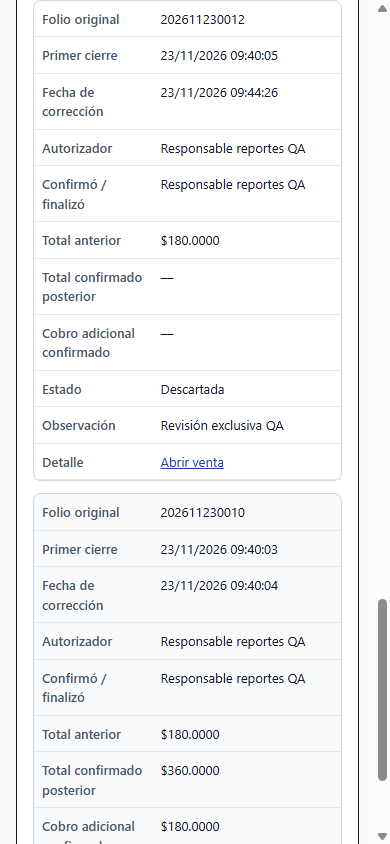 Folio original 202611230012
Primer cierre 23/11/2026 09:40:05
Fecha de 23/11/2026 09:44:26
corrección
Autorizador Responsable reportes QA
Confirmó / Responsable reportes QA
finalizó
Total anterior $180.0000
Total confirmado —
posterior
Cobro adicional —
confirmado
Estado Descartada
Observación Revisión exclusiva QA
Detalle Abrir venta
Folio original 202611230010
Primer cierre 23/11/2026 09:40:03
Fecha de 23/11/2026 09:40:04
corrección
Autorizador Responsable reportes QA
Confirmó / Responsable reportes QA
finalizó
Total anterior $180.0000
Total confirmado $360.0000
posterior
Cobro adicional $180.0000